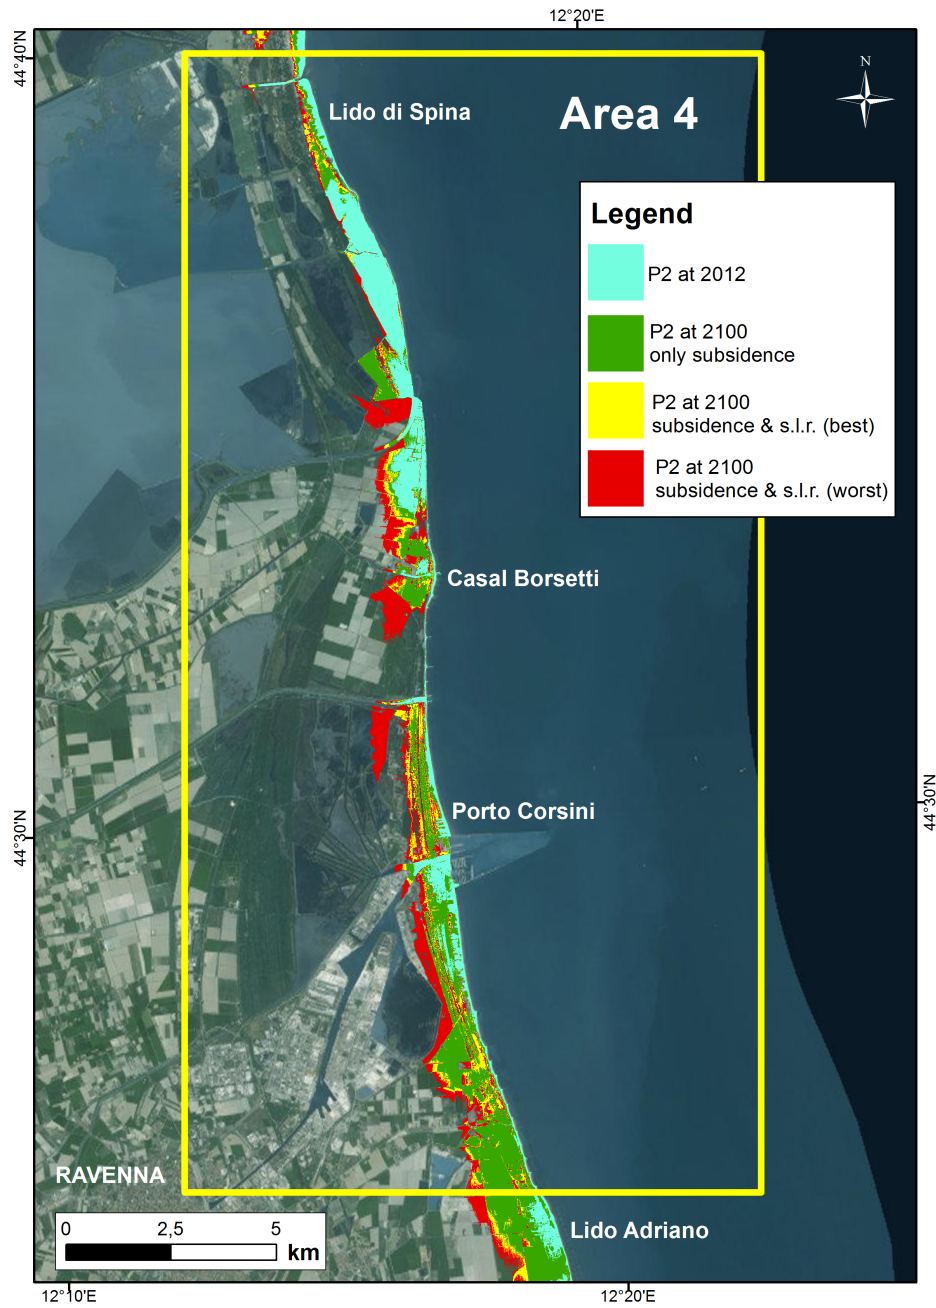 12°20'E
44°40'N
N
Lido di Spina
Area 4
Legend
P2 at 2012
P2 at 2100
only subsidence
P2 at 2100
subsidence & s.l.r. (best)
P2 at 2100
subsidence & s.l.r. (worst)
Casal Borsetti
Porto Corsini
44°30'N
44°30'N
RAVENNA
Lido Adriano
0 2,5 5
km
12°10'E
12°20'E